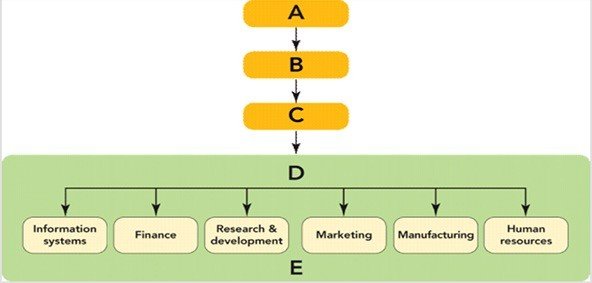 A
B
C
D
Information
systems
Finance
Research &
development
Marketing
Manufacturing
Human
resources
E